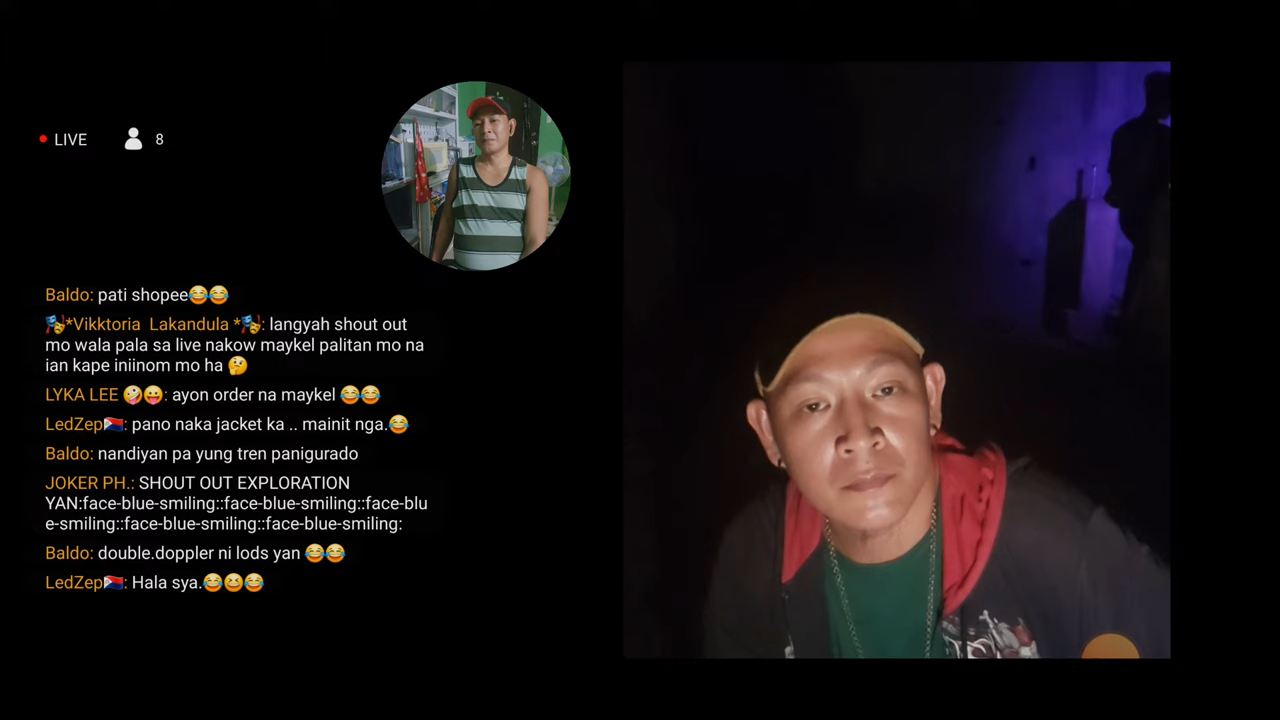 LIVE 8
Baldo: pati shopee😂😂
🎭*Vikktoria Lakandula *🎭: langyah shout out
mo wala pala sa live nakow maykel palitan mo na
ian kape iniinom mo ha 🤔
LYKA LEE 🤪😛: ayon order na maykel 😂😂
LedZep🇵🇭: pano naka jacket ka .. mainit nga.😂
Baldo: nandiyan pa yung tren panigurado
JOKER PH.: SHOUT OUT EXPLORATION
YAN:face-blue-smiling::face-blue-smiling::face-blu
e-smiling::face-blue-smiling::face-blue-smiling:
Baldo: double.doppler ni lods yan 😂😂
LedZep🇵🇭: Hala sya.😂😆😂